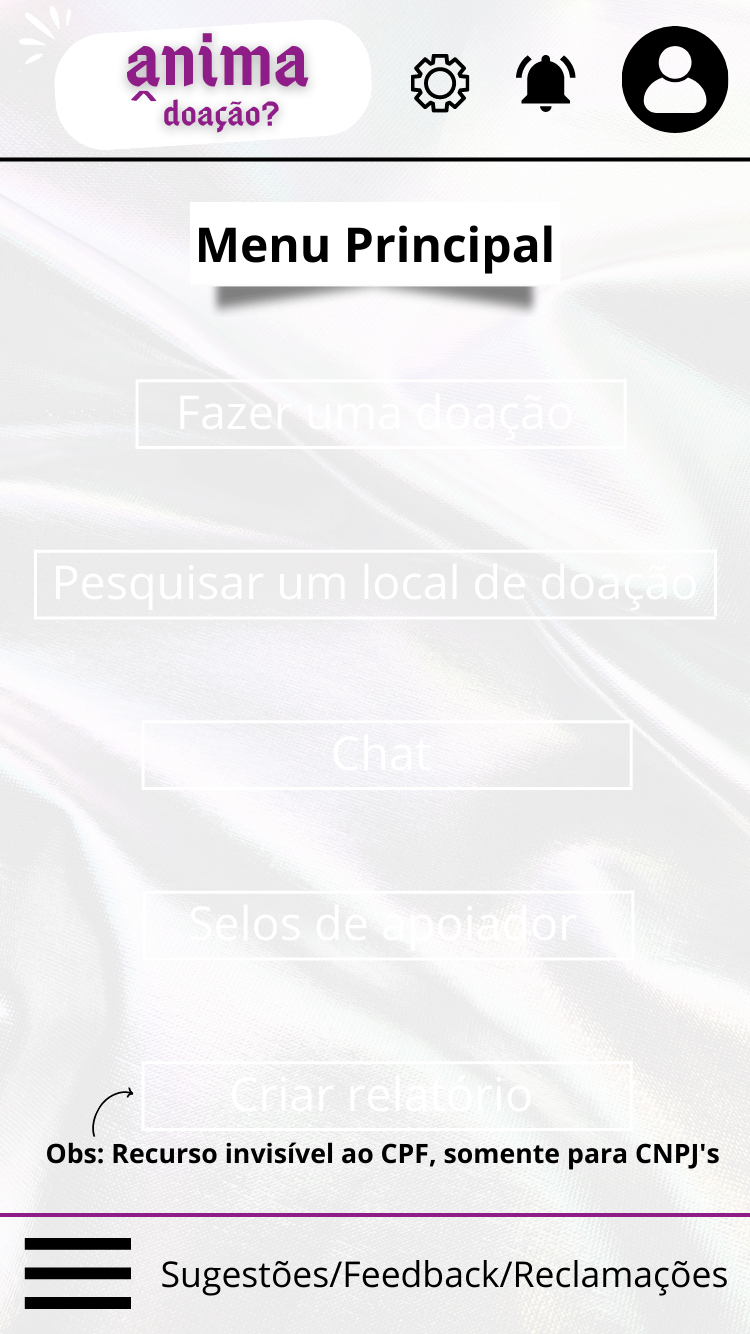 anima
doação?
Menu Principal
Fazer uma doação
Pesquisar um local de doação
Chat
Selos de apoiador
Criar relatório
Obs: Recurso invisível ao CPF, somente para CNPJ's
Sugestões/Feedback/Reclamações